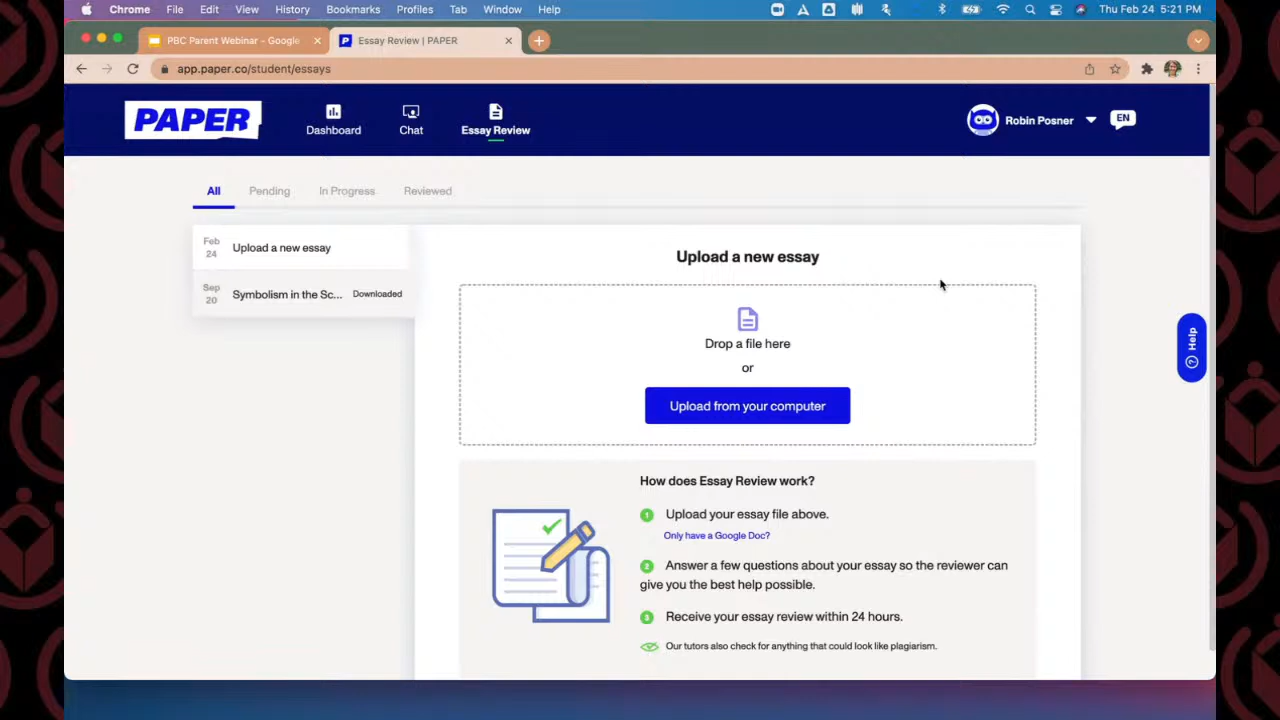 Chrome File Edit View History Bookmarks Profiles Tab Window Help Thu Feb 24 5:21 PM
PBC Parent Webinar - Google
Essay Review | PAPER
app.paper.co/student/essays
PAPER
Dashboard
Chat
Essay Review
Robin Posner
EN
All Pending In Progress Reviewed
Feb 24 Upload a new essay
Sep 20 Symbolism in the Sc... Downloaded
Upload a new essay
Drop a file here
or
Upload from your computer
Help
How does Essay Review work?
1 Upload your essay file above.
Only have a Google Doc?
2 Answer a few questions about your essay so the reviewer can
give you the best help possible.
3 Receive your essay review within 24 hours.
Our tutors also check for anything that could look like plagiarism.